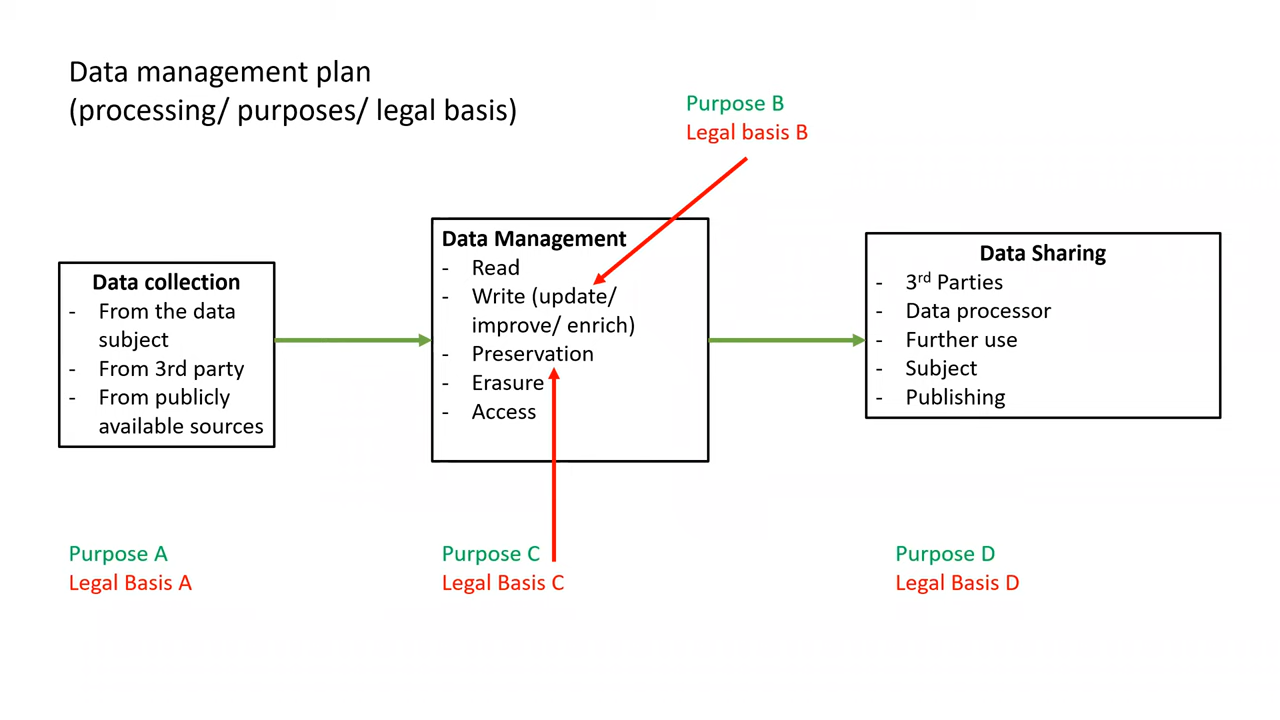 Data management plan
(processing/ purposes/ legal basis)
Purpose B
Legal basis B
Data collection
- From the data
subject
- From 3rd party
- From publicly
available sources
Data Management
- Read
- Write (update/
improve/ enrich)
- Preservation
- Erasure
- Access
Data Sharing
- 3rd Parties
- Data processor
- Further use
- Subject
- Publishing
Purpose A
Legal Basis A
Purpose C
Legal Basis C
Purpose D
Legal Basis D